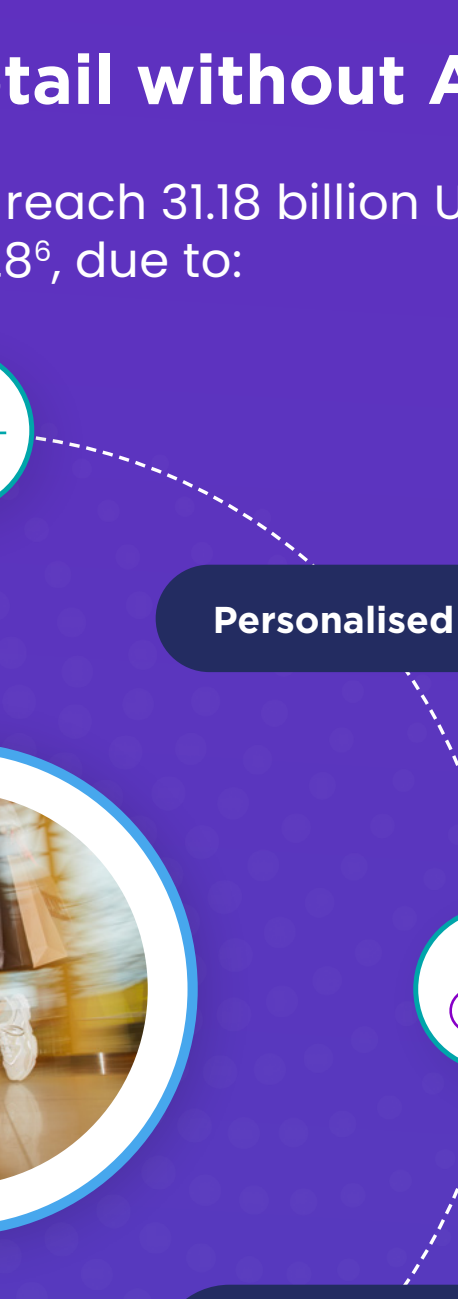 tail without A
reach 31.18 billion U
.8⁶, due to:
Personalised